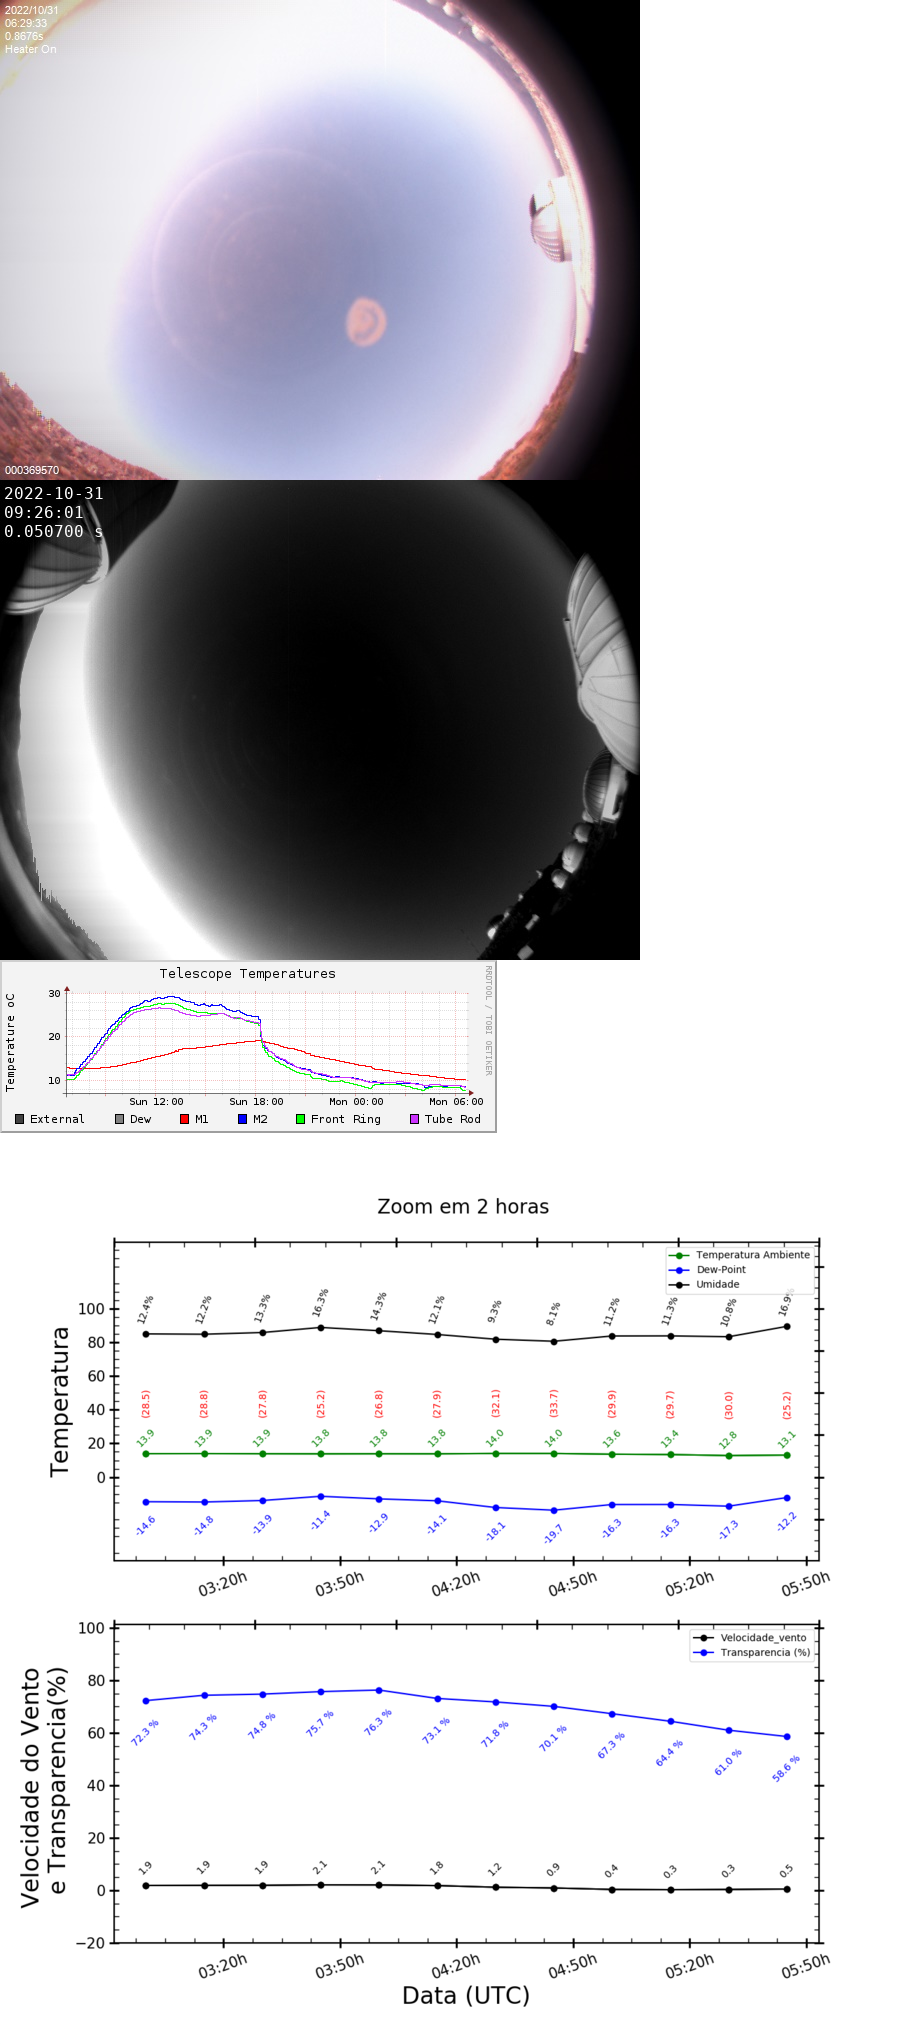 2022/10/31
06:29:33
0.8676s
Heater On
000369570
2022-10-31
09:26:01
0.050700 s
Telescope Temperatures
RRDTOOL / TOBI OETIKER
Temperature oC
30
20
10
Sun 12:00 Sun 18:00 Mon 00:00 Mon 06:00
External Dew M1 M2 Front Ring Tube Rod
Zoom em 2 horas
Temperatura Ambiente
Dew-Point
Umidade
Temperatura
100
80
60
40
20
0
12.4% 12.2% 13.3% 16.3% 14.3% 12.1% 9.3% 8.1% 11.2% 11.3% 10.8% 16.9%
(28.5) (28.8) (27.8) (25.2) (26.8) (27.9) (32.1) (33.7) (29.9) (29.7) (30.0) (25.2)
13.9 13.9 13.9 13.8 13.8 13.8 14.0 14.0 13.6 13.4 12.8 13.1
-14.6 -14.8 -13.9 -11.4 -12.9 -14.1 -18.1 -19.7 -16.3 -16.3 -17.3 -12.2
03:20h 03:50h 04:20h 04:50h 05:20h 05:50h
Velocidade_vento
Transparencia (%)
Velocidade do Vento
e Transparencia(%)
100
80
60
40
20
0
−20
72.3 % 74.3 % 74.8 % 75.7 % 76.3 % 73.1 % 71.8 % 70.1 % 67.3 % 64.4 % 61.0 % 58.6 %
1.9 1.9 1.9 2.1 2.1 1.8 1.2 0.9 0.4 0.3 0.3 0.5
03:20h 03:50h 04:20h 04:50h 05:20h 05:50h
Data (UTC)